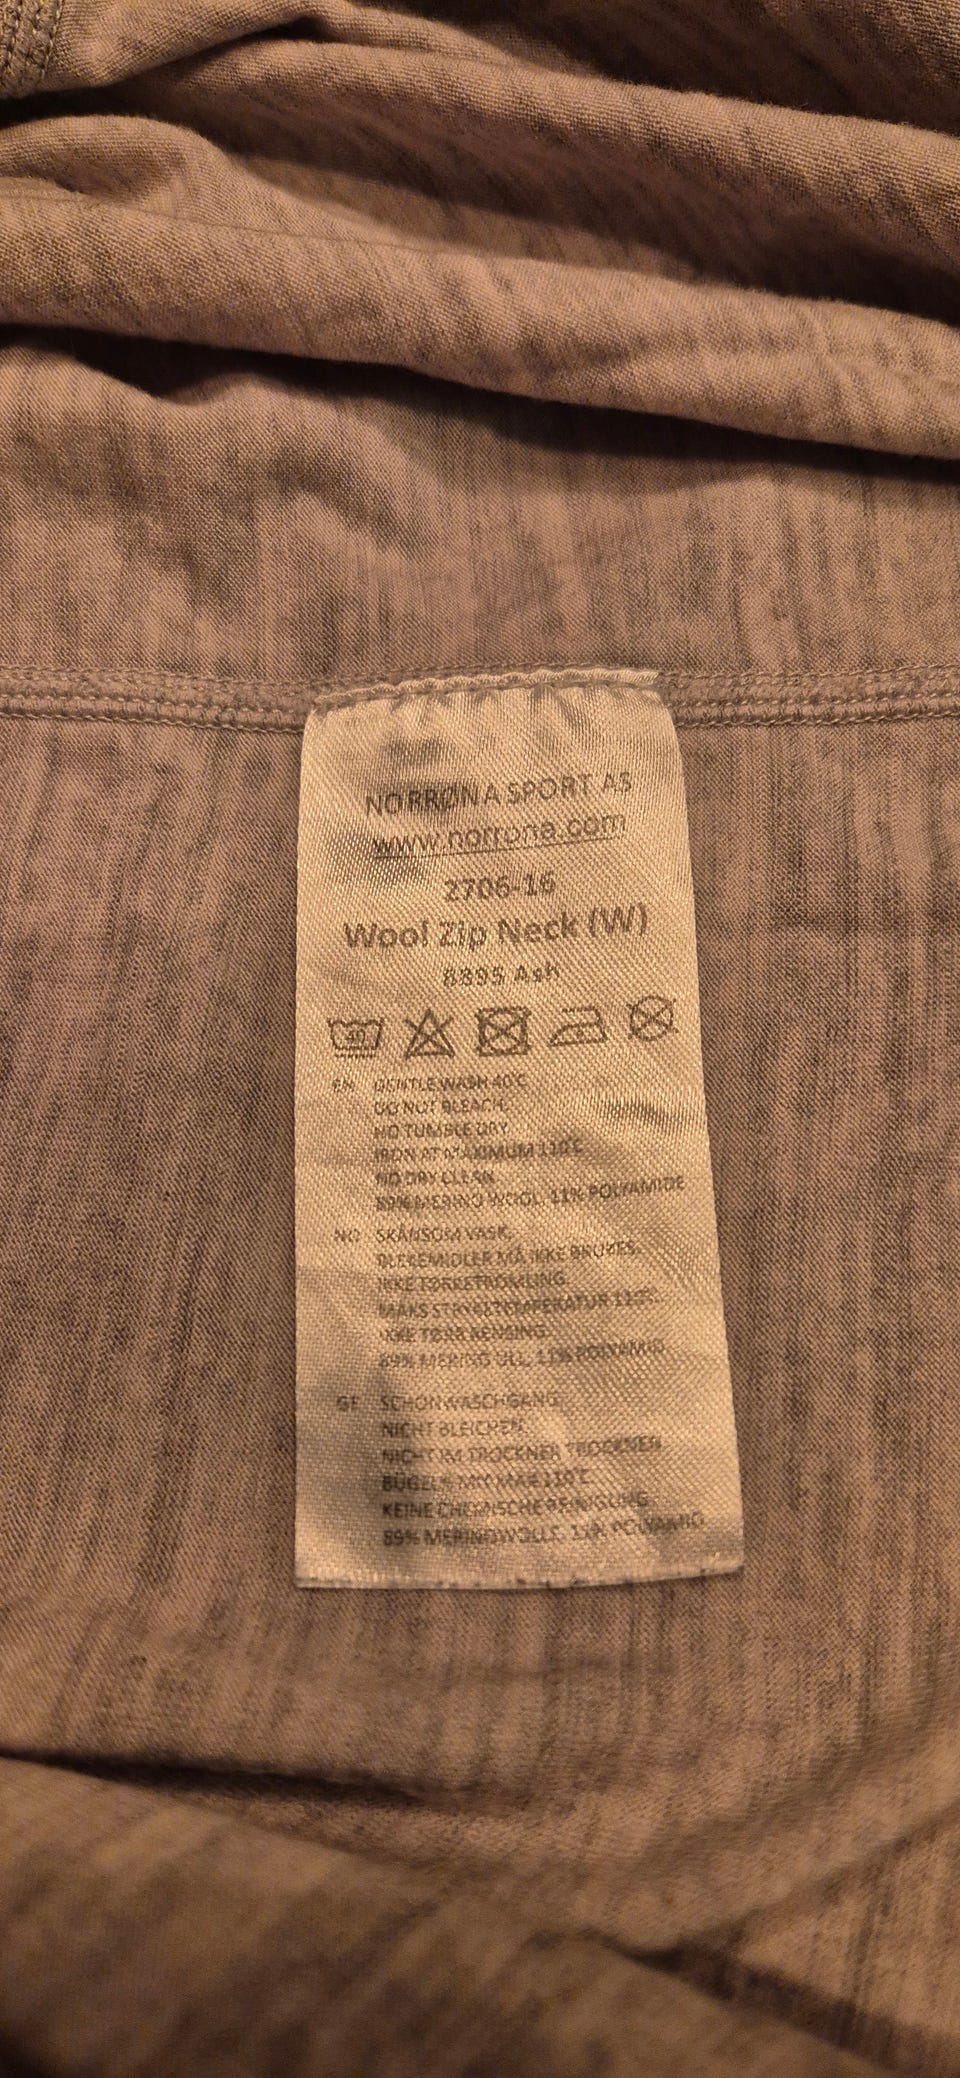 NORRØNA SPORT AS
www.norrona.com
2706-16
Wool Zip Neck (W)
8895 Ash
40
EN GENTLE WASH 40°C
DO NOT BLEACH.
NO TUMBLE DRY
IRON AT MAXIMUM 110°C
NO DRY CLEAN
89% MERINO WOOL, 11% POLYAMIDE
NO SKÅNSOM VASK.
BLEKEMIDLER MÅ IKKE BRUKES.
IKKE TØRKETROMLING.
MAKS STRYKETEMPERATUR 110°C.
IKKE TØRR RENSING.
89% MERINO ULL, 11% POLYAMID
GE SCHONWASCHGANG
NICHT BLEICHEN
NICHT IM TROCKNER TROCKNEN
BÜGELN MIT MAX 110°C
KEINE CHEMISCHE REINIGUNG
89% MERINOWOLLE, 11% POLYAMID